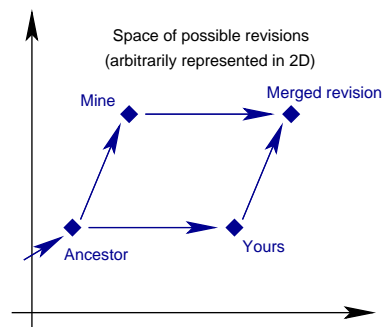 Space of possible revisions
(arbitrarily represented in 2D)
Mine
Merged revision
Ancestor
Yours